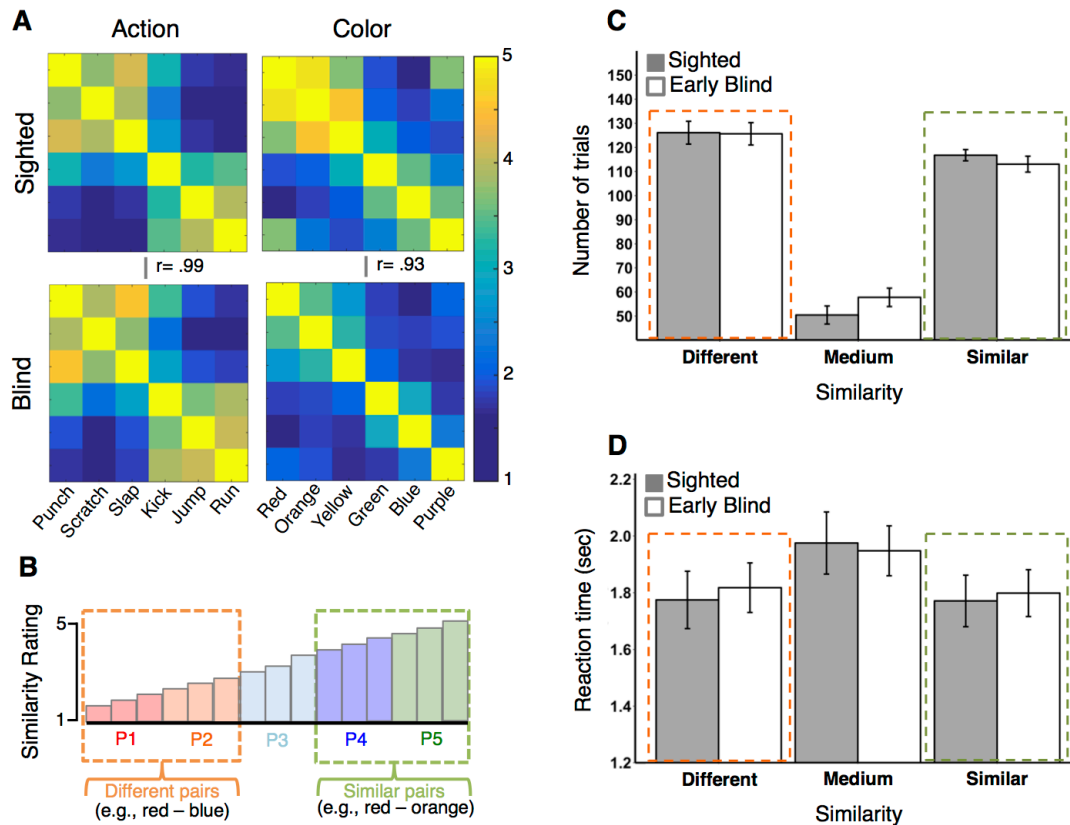 A
Action
Color
Sighted
5
4
3
2
1
r= .99
r= .93
Blind
Punch
Scratch
Slap
Kick
Jump
Run
Red
Orange
Yellow
Green
Blue
Purple
B
Similarity Rating
5
1
P1
P2
P3
P4
P5
Different pairs
(e.g., red – blue)
Similar pairs
(e.g., red – orange)
C
Sighted
Early Blind
Number of trials
150
140
130
120
110
100
90
80
70
60
50
Different
Medium
Similar
Similarity
D
Sighted
Early Blind
Reaction time (sec)
2.2
2.0
1.8
1.6
1.4
1.2
Different
Medium
Similar
Similarity